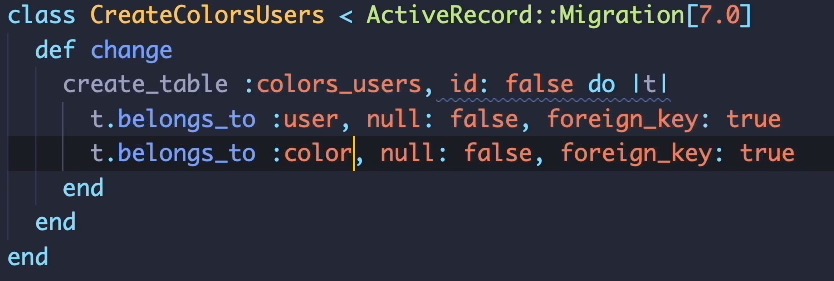 class CreateColorsUsers < ActiveRecord::Migration[7.0]
  def change
    create_table :colors_users, id: false do |t|
      t.belongs_to :user, null: false, foreign_key: true
      t.belongs_to :color, null: false, foreign_key: true
    end
  end
end